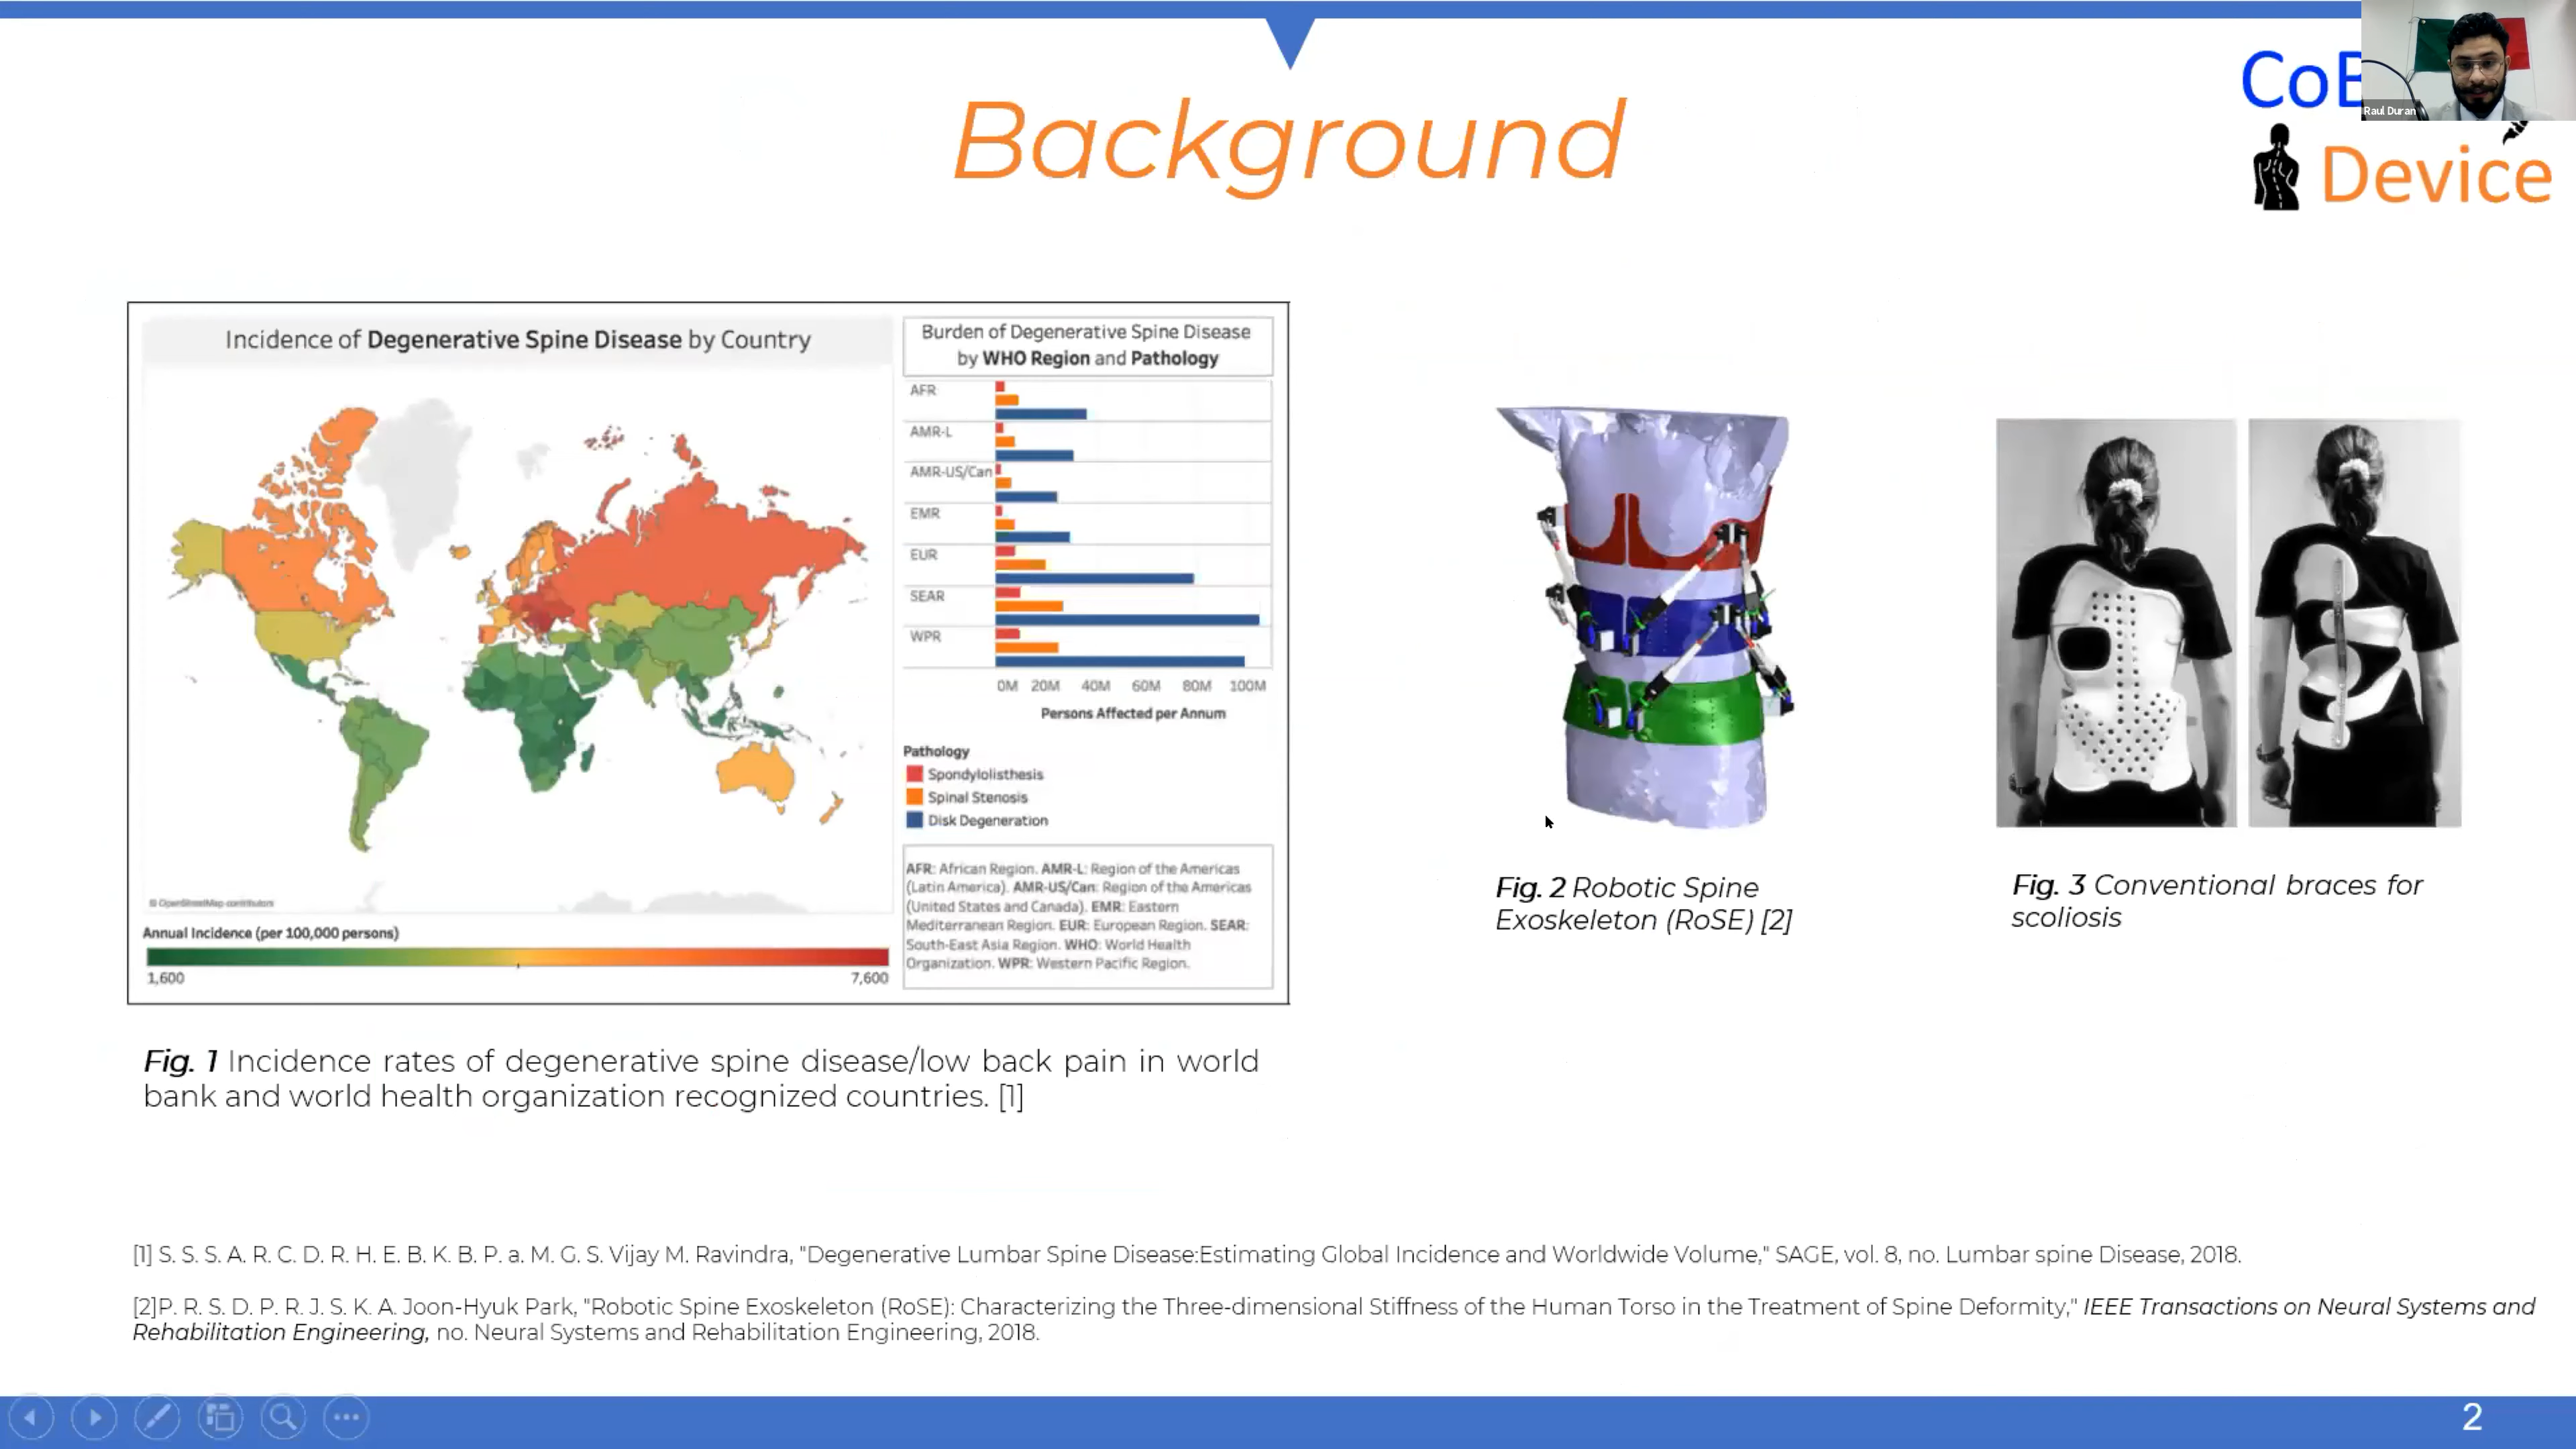 Background
CoB
Device
Raul Duran
Incidence of Degenerative Spine Disease by Country
© OpenStreetMap contributors
Annual Incidence (per 100,000 persons)
1,600
7,600
Burden of Degenerative Spine Disease
by WHO Region and Pathology
AFR
AMR-L
AMR-US/Can
EMR
EUR
SEAR
WPR
0M 20M 40M 60M 80M 100M
Persons Affected per Annum
Pathology
Spondylolisthesis
Spinal Stenosis
Disk Degeneration
AFR: African Region. AMR-L: Region of the Americas
(Latin America). AMR-US/Can: Region of the Americas
(United States and Canada). EMR: Eastern
Mediterranean Region. EUR: European Region. SEAR:
South-East Asia Region. WHO: World Health
Organization. WPR: Western Pacific Region.
Fig. 1 Incidence rates of degenerative spine disease/low back pain in world
bank and world health organization recognized countries. [1]
Fig. 2 Robotic Spine
Exoskeleton (RoSE) [2]
Fig. 3 Conventional braces for
scoliosis
[1] S. S. S. A. R. C. D. R. H. E. B. K. B. P. a. M. G. S. Vijay M. Ravindra, "Degenerative Lumbar Spine Disease:Estimating Global Incidence and Worldwide Volume," SAGE, vol. 8, no. Lumbar spine Disease, 2018.
[2]P. R. S. D. P. R. J. S. K. A. Joon-Hyuk Park, "Robotic Spine Exoskeleton (RoSE): Characterizing the Three-dimensional Stiffness of the Human Torso in the Treatment of Spine Deformity," IEEE Transactions on Neural Systems and
Rehabilitation Engineering, no. Neural Systems and Rehabilitation Engineering, 2018.
2